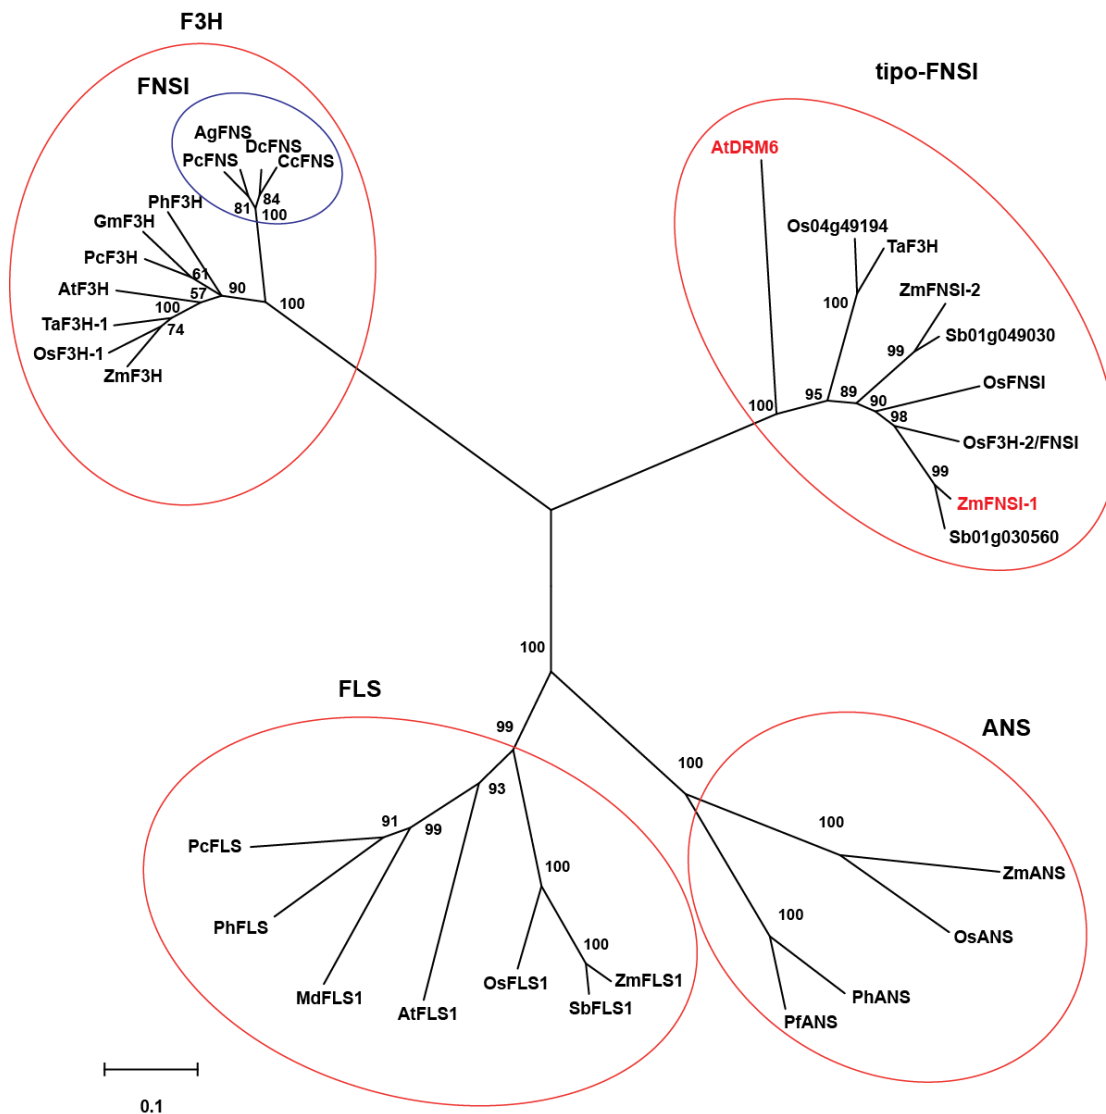 F3H
FNSI
AgFNS
DcFNS
PcFNS
CcFNS
84
81
100
PhF3H
GmF3H
PcF3H
61
AtF3H
57
90
100
100
TaF3H-1
74
OsF3H-1
ZmF3H
tipo-FNSI
AtDRM6
Os04g49194
TaF3H
ZmFNSI-2
100
Sb01g049030
99
OsFNSI
100
95
89
90
98
OsF3H-2/FNSI
99
ZmFNSI-1
Sb01g030560
100
FLS
99
93
91
99
PcFLS
100
PhFLS
100
MdFLS1
AtFLS1
OsFLS1
ZmFLS1
SbFLS1
ANS
100
100
ZmANS
100
OsANS
PhANS
PfANS
0.1